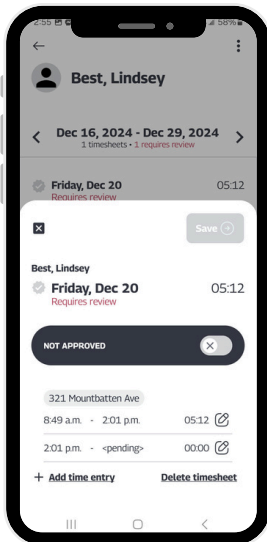 2:55
58%
Best, Lindsey
Dec 16, 2024 - Dec 29, 2024
1 timesheets • 1 requires review
Friday, Dec 20 05:12
Requires review
Save
Best, Lindsey
Friday, Dec 20 05:12
Requires review
NOT APPROVED
321 Mountbatten Ave
8:49 a.m. - 2:01 p.m. 05:12
2:01 p.m. - <pending> 00:00
+ Add time entry Delete timesheet